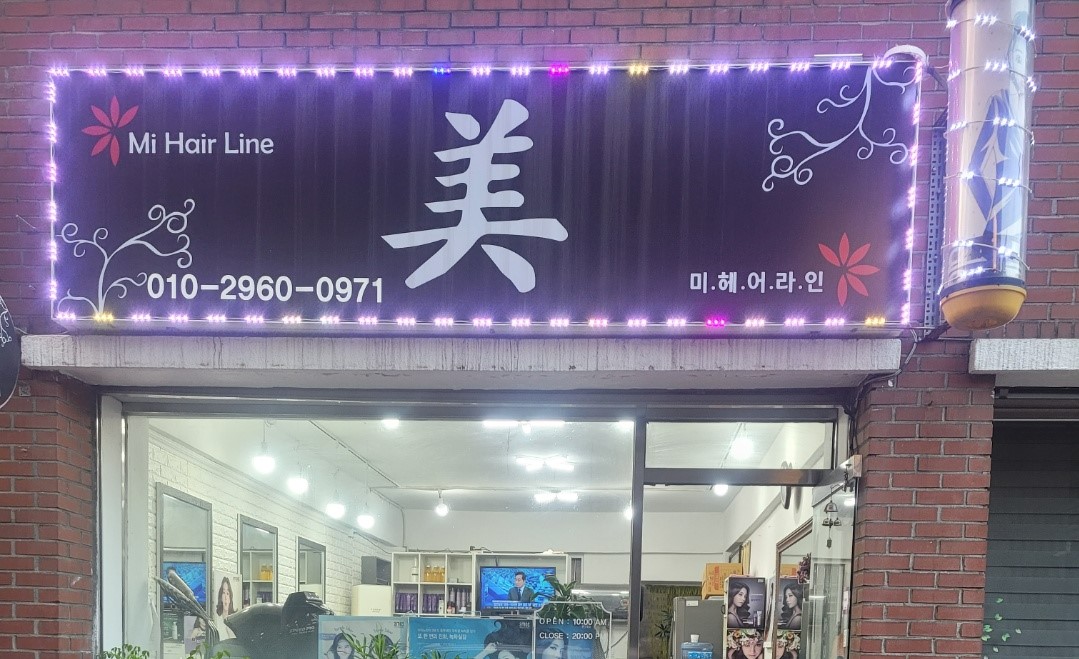 Mi Hair Line
美
010-2960-0971
미.헤.어.라.인
OPEN : 10:00 AM
CLOSE : 20:00 P